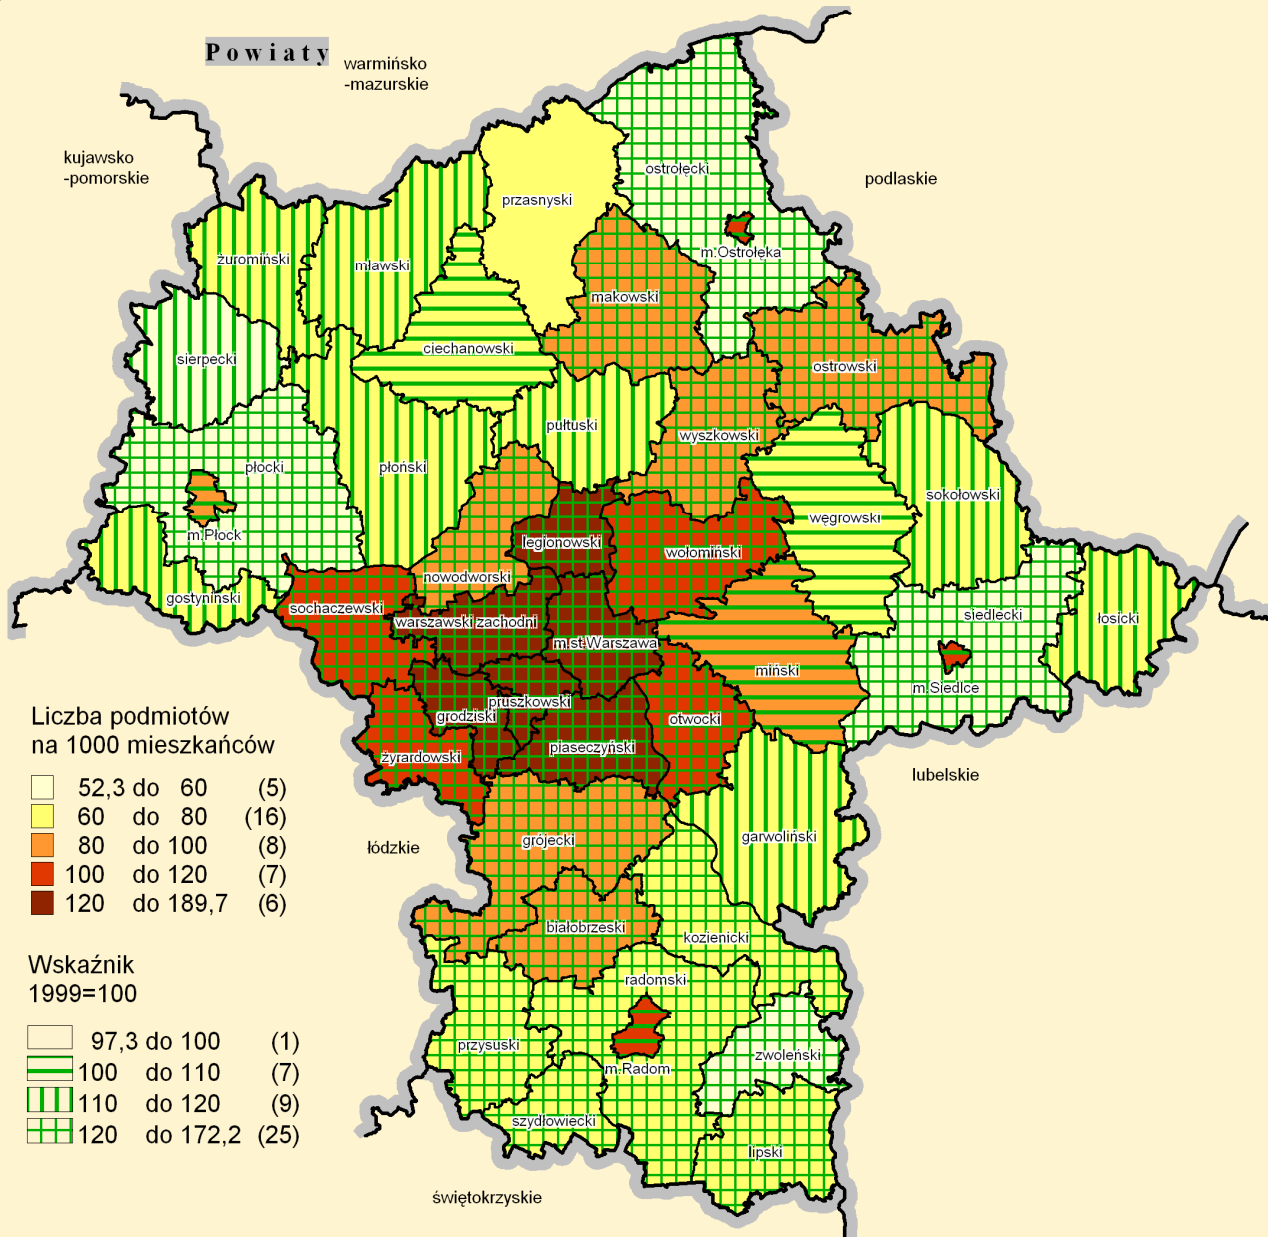 Powiaty
warmińsko
-mazurskie
kujawsko
-pomorskie
podlaskie
ostrołęcki
przasnyski
m.Ostrołęka
żuromiński
mławski
makowski
ciechanowski
sierpecki
ostrowski
pułtuski
wyszkowski
płocki
płoński
sokołowski
węgrowski
m.Płock
legionowski
wołomiński
nowodworski
gostyniński
sochaczewski
siedlecki
łosicki
warszawski zachodni
m.st.Warszawa
miński
m.Siedlce
pruszkowski
grodziski
otwocki
piaseczyński
żyrardowski
lubelskie
Liczba podmiotów
na 1000 mieszkańców
52,3 do 60 (5)
60 do 80 (16)
80 do 100 (8)
100 do 120 (7)
120 do 189,7 (6)
garwoliński
grójecki
łódzkie
białobrzeski
kozienicki
Wskaźnik
1999=100
97,3 do 100 (1)
100 do 110 (7)
110 do 120 (9)
120 do 172,2 (25)
radomski
przysuski
zwoleński
m.Radom
szydłowiecki
lipski
świętokrzyskie